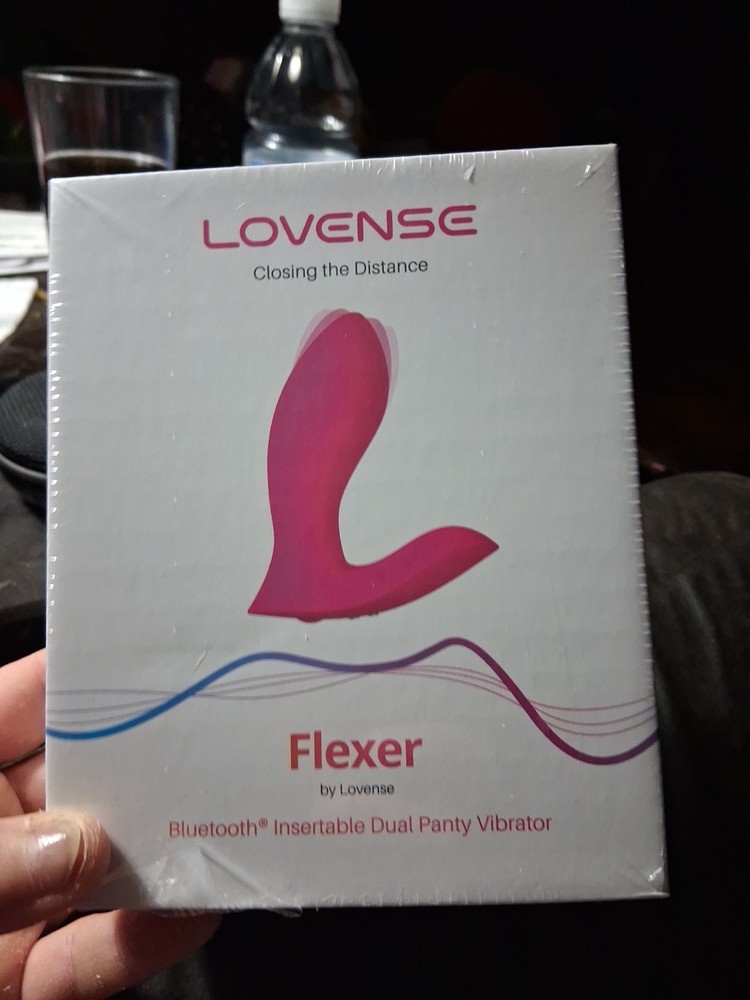 LOVENSE
Closing the Distance
Flexer
by Lovense
Bluetooth® Insertable Dual Panty Vibrator